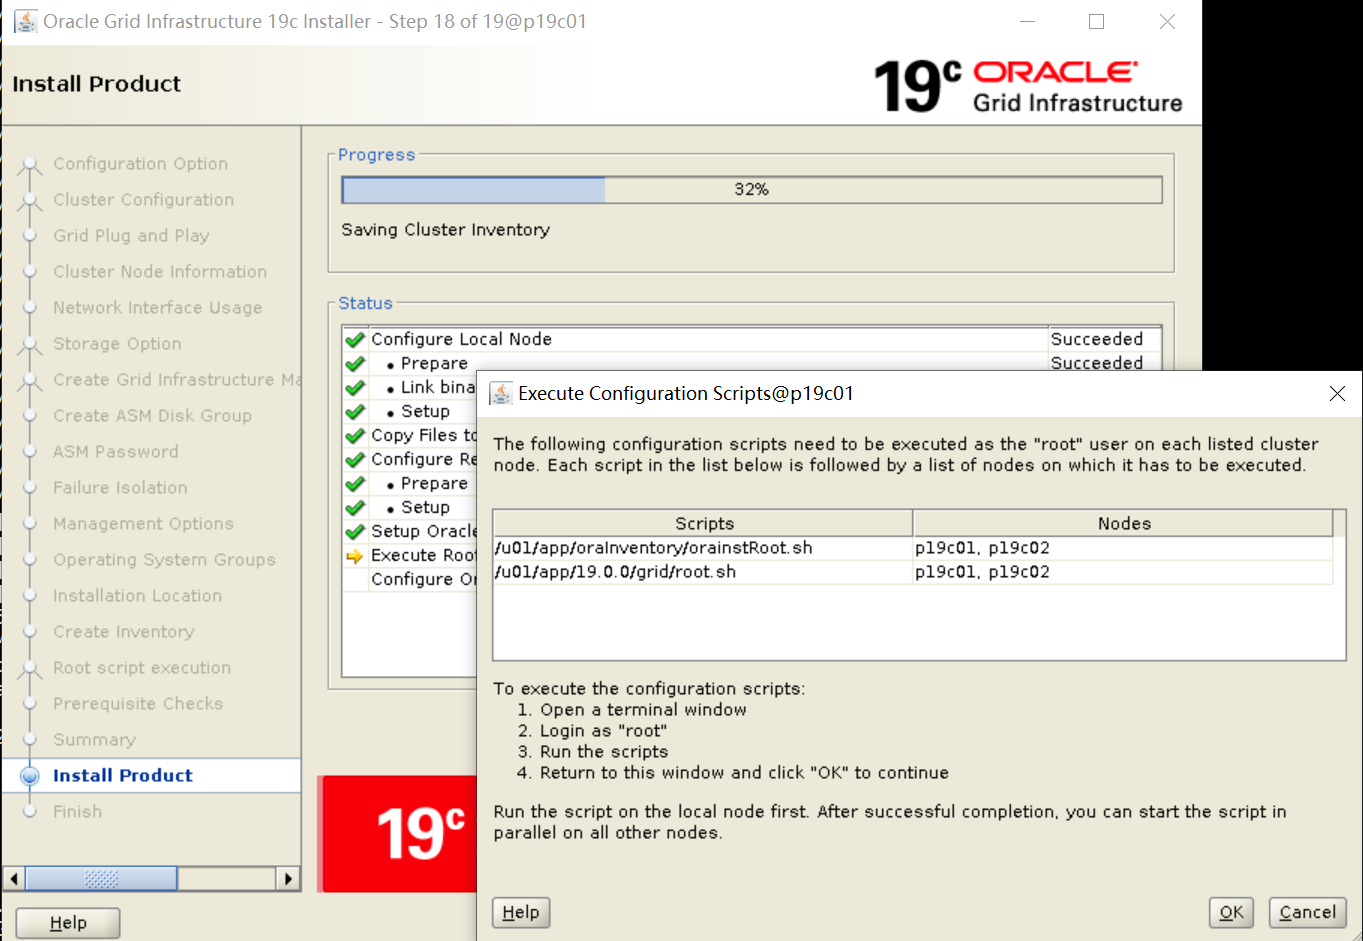 Oracle Grid Infrastructure 19c Installer - Step 18 of 19@p19c01
Install Product
19c ORACLE
Grid Infrastructure
Configuration Option
Cluster Configuration
Grid Plug and Play
Cluster Node Information
Network Interface Usage
Storage Option
Create Grid Infrastructure Ma
Create ASM Disk Group
ASM Password
Failure Isolation
Management Options
Operating System Groups
Installation Location
Create Inventory
Root script execution
Prerequisite Checks
Summary
Install Product
Finish
Help
Progress
32%
Saving Cluster Inventory
Status
Configure Local Node Succeeded
• Prepare Succeeded
• Link bina
• Setup
Copy Files to
Configure Re
• Prepare
• Setup
Setup Oracle
Execute Root
Configure Or
19c
Execute Configuration Scripts@p19c01
The following configuration scripts need to be executed as the "root" user on each listed cluster
node. Each script in the list below is followed by a list of nodes on which it has to be executed.
Scripts Nodes
/u01/app/oraInventory/orainstRoot.sh p19c01, p19c02
/u01/app/19.0.0/grid/root.sh p19c01, p19c02
To execute the configuration scripts:
1. Open a terminal window
2. Login as "root"
3. Run the scripts
4. Return to this window and click "OK" to continue
Run the script on the local node first. After successful completion, you can start the script in
parallel on all other nodes.
Help OK Cancel